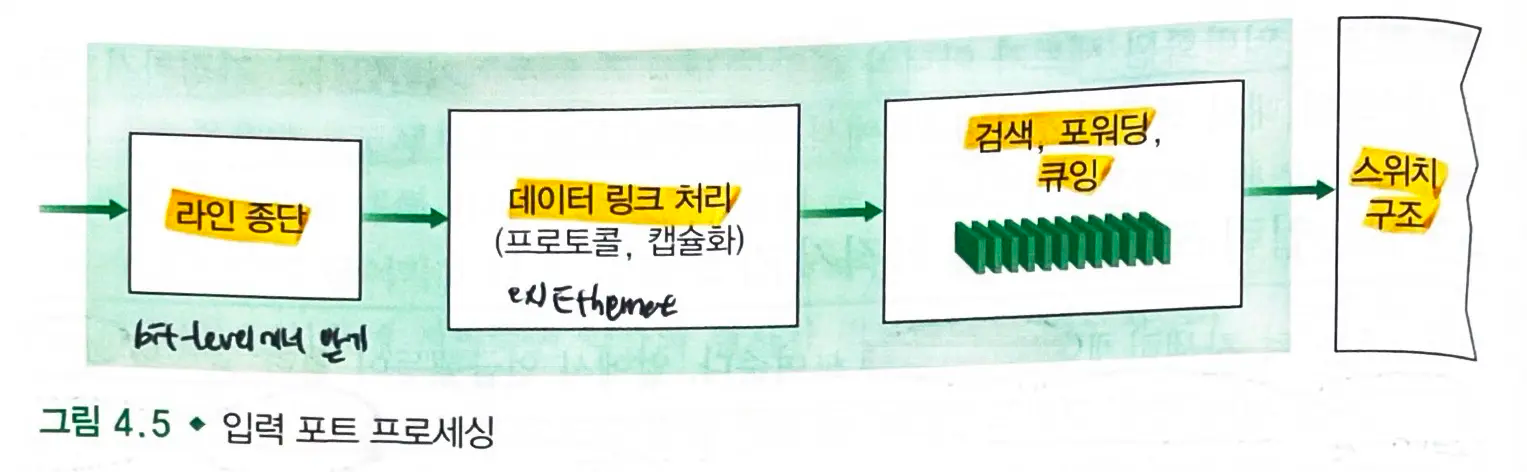 라인 종단
데이터 링크 처리
(프로토콜, 캡슐화)
ex) Ethernet
검색, 포워딩,
큐잉
스위치
구조
bit-level에서 받기
그림 4.5 ◆ 입력 포트 프로세싱